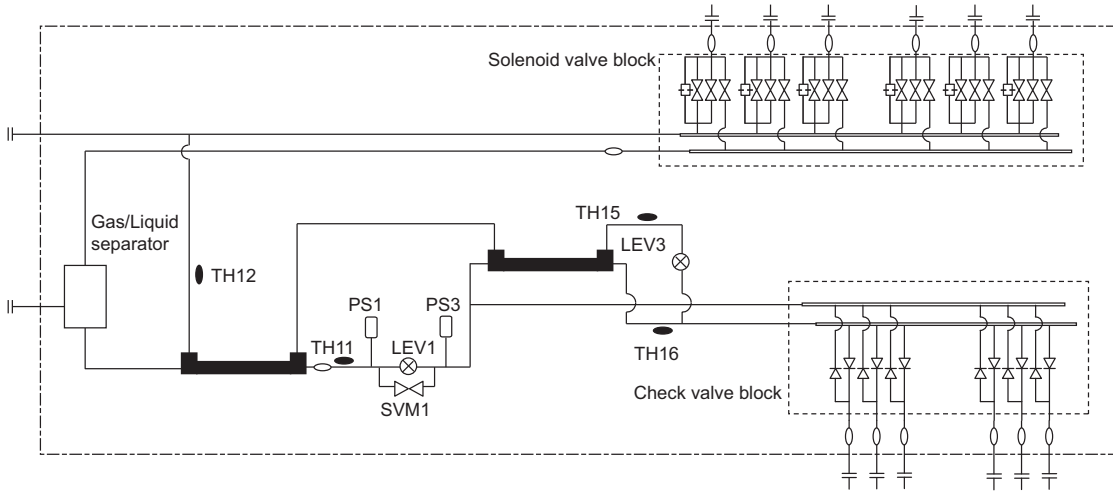 Solenoid valve block
Gas/Liquid
separator
TH12
TH15
LEV3
PS1
PS3
TH11
LEV1
SVM1
TH16
Check valve block